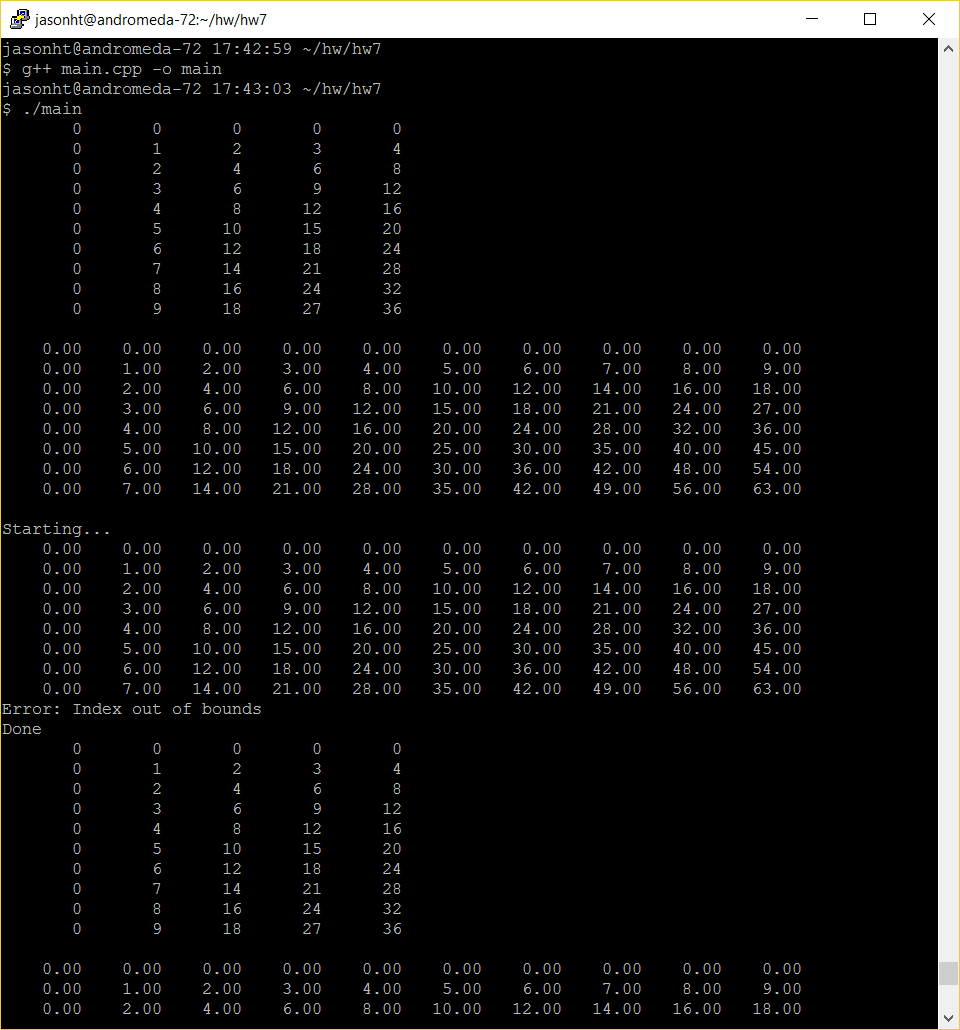 jasonht@andromeda-72:~/hw/hw7
jasonht@andromeda-72 17:42:59 ~/hw/hw7
$ g++ main.cpp -o main
jasonht@andromeda-72 17:43:03 ~/hw/hw7
$ ./main
0 0 0 0 0
0 1 2 3 4
0 2 4 6 8
0 3 6 9 12
0 4 8 12 16
0 5 10 15 20
0 6 12 18 24
0 7 14 21 28
0 8 16 24 32
0 9 18 27 36
0.00 0.00 0.00 0.00 0.00 0.00 0.00 0.00 0.00 0.00
0.00 1.00 2.00 3.00 4.00 5.00 6.00 7.00 8.00 9.00
0.00 2.00 4.00 6.00 8.00 10.00 12.00 14.00 16.00 18.00
0.00 3.00 6.00 9.00 12.00 15.00 18.00 21.00 24.00 27.00
0.00 4.00 8.00 12.00 16.00 20.00 24.00 28.00 32.00 36.00
0.00 5.00 10.00 15.00 20.00 25.00 30.00 35.00 40.00 45.00
0.00 6.00 12.00 18.00 24.00 30.00 36.00 42.00 48.00 54.00
0.00 7.00 14.00 21.00 28.00 35.00 42.00 49.00 56.00 63.00
Starting...
0.00 0.00 0.00 0.00 0.00 0.00 0.00 0.00 0.00 0.00
0.00 1.00 2.00 3.00 4.00 5.00 6.00 7.00 8.00 9.00
0.00 2.00 4.00 6.00 8.00 10.00 12.00 14.00 16.00 18.00
0.00 3.00 6.00 9.00 12.00 15.00 18.00 21.00 24.00 27.00
0.00 4.00 8.00 12.00 16.00 20.00 24.00 28.00 32.00 36.00
0.00 5.00 10.00 15.00 20.00 25.00 30.00 35.00 40.00 45.00
0.00 6.00 12.00 18.00 24.00 30.00 36.00 42.00 48.00 54.00
0.00 7.00 14.00 21.00 28.00 35.00 42.00 49.00 56.00 63.00
Error: Index out of bounds
Done
0 0 0 0 0
0 1 2 3 4
0 2 4 6 8
0 3 6 9 12
0 4 8 12 16
0 5 10 15 20
0 6 12 18 24
0 7 14 21 28
0 8 16 24 32
0 9 18 27 36
0.00 0.00 0.00 0.00 0.00 0.00 0.00 0.00 0.00 0.00
0.00 1.00 2.00 3.00 4.00 5.00 6.00 7.00 8.00 9.00
0.00 2.00 4.00 6.00 8.00 10.00 12.00 14.00 16.00 18.00